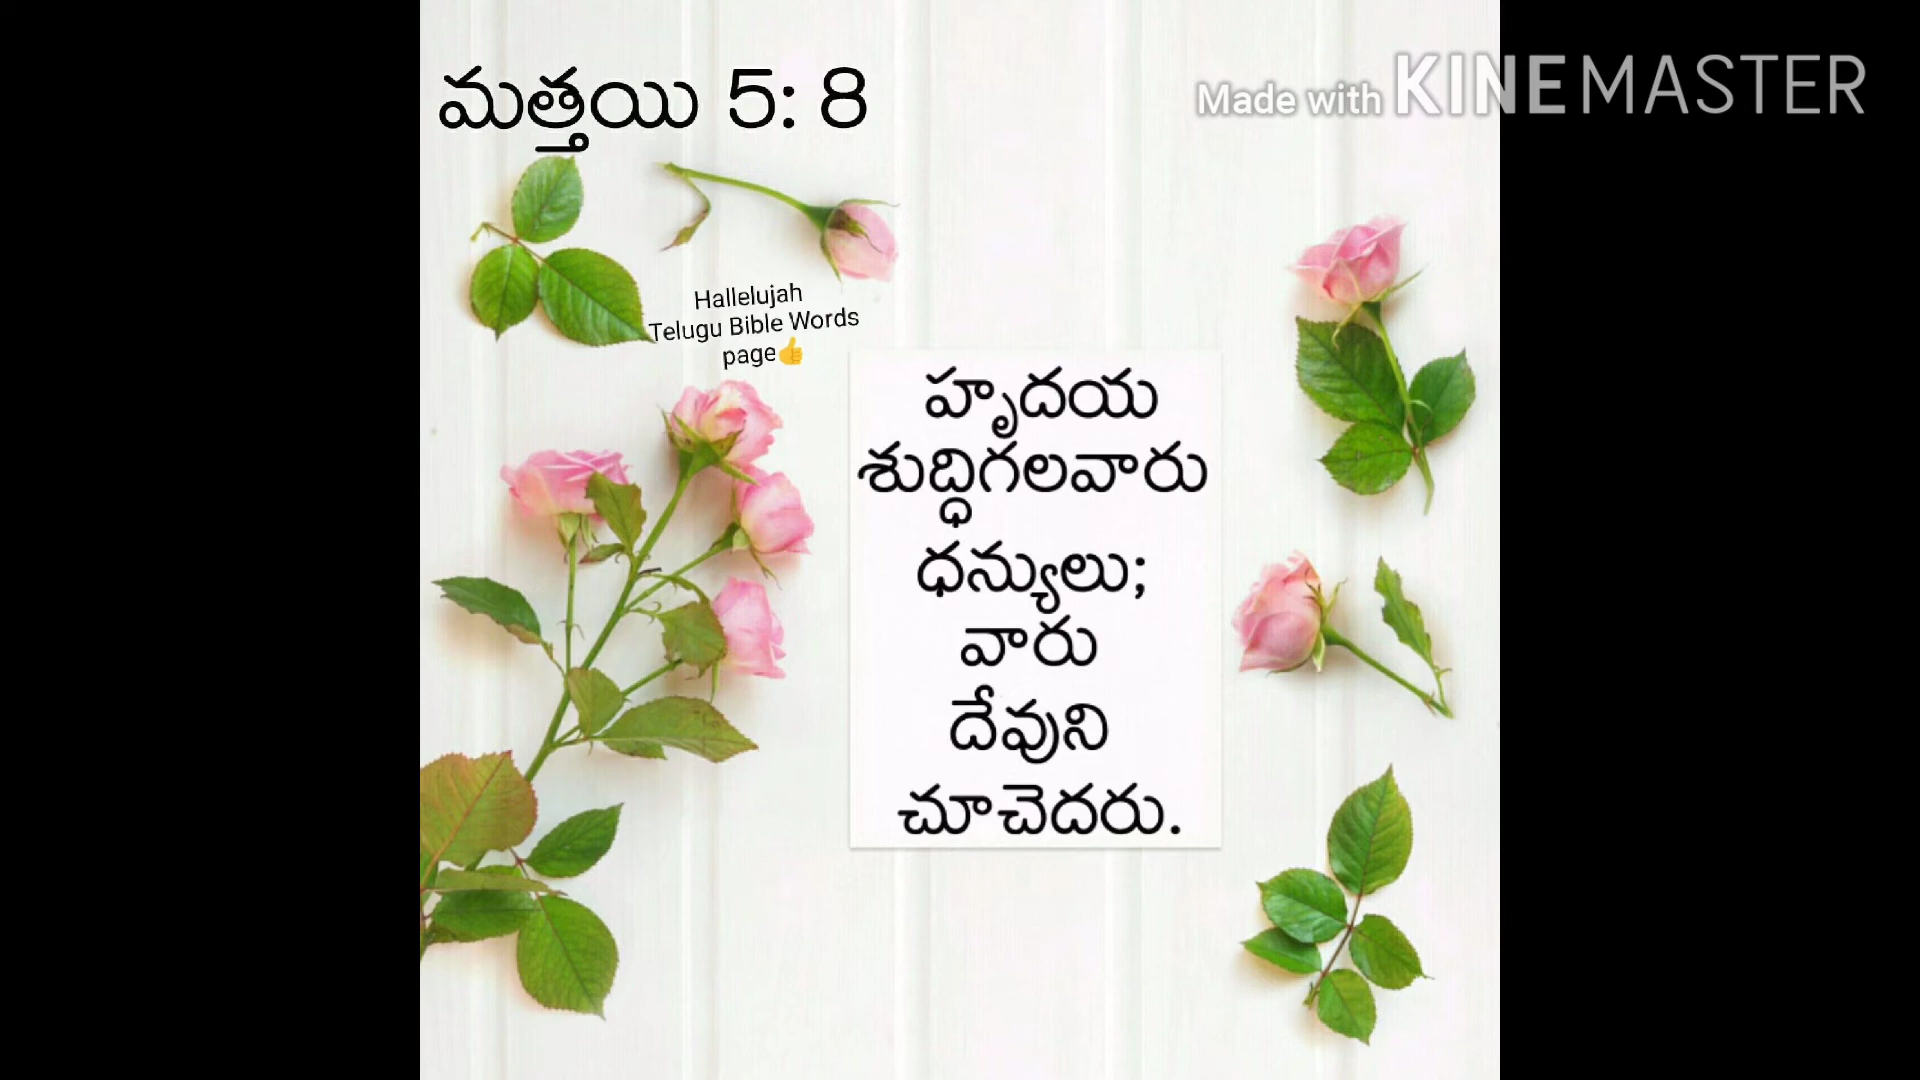 మత్తయి 5: 8
Made with KINEMASTER
Hallelujah
Telugu Bible Words
page👍
హృదయ
శుద్ధిగలవారు
ధన్యులు;
వారు
దేవుని
చూచెదరు.